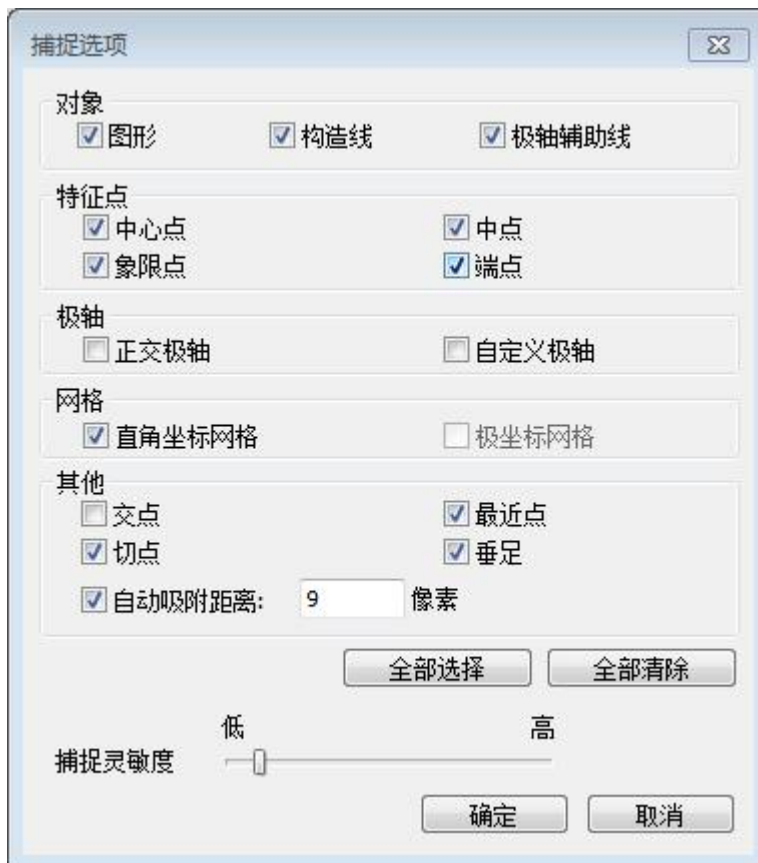 捕捉选项
对象
图形 构造线 极轴辅助线
特征点
中心点 中点
象限点 端点
极轴
正交极轴 自定义极轴
网格
直角坐标网格 极坐标网格
其他
交点 最近点
切点 垂足
自动吸附距离: 9 像素
全部选择 全部清除
低 高
捕捉灵敏度
确定 取消